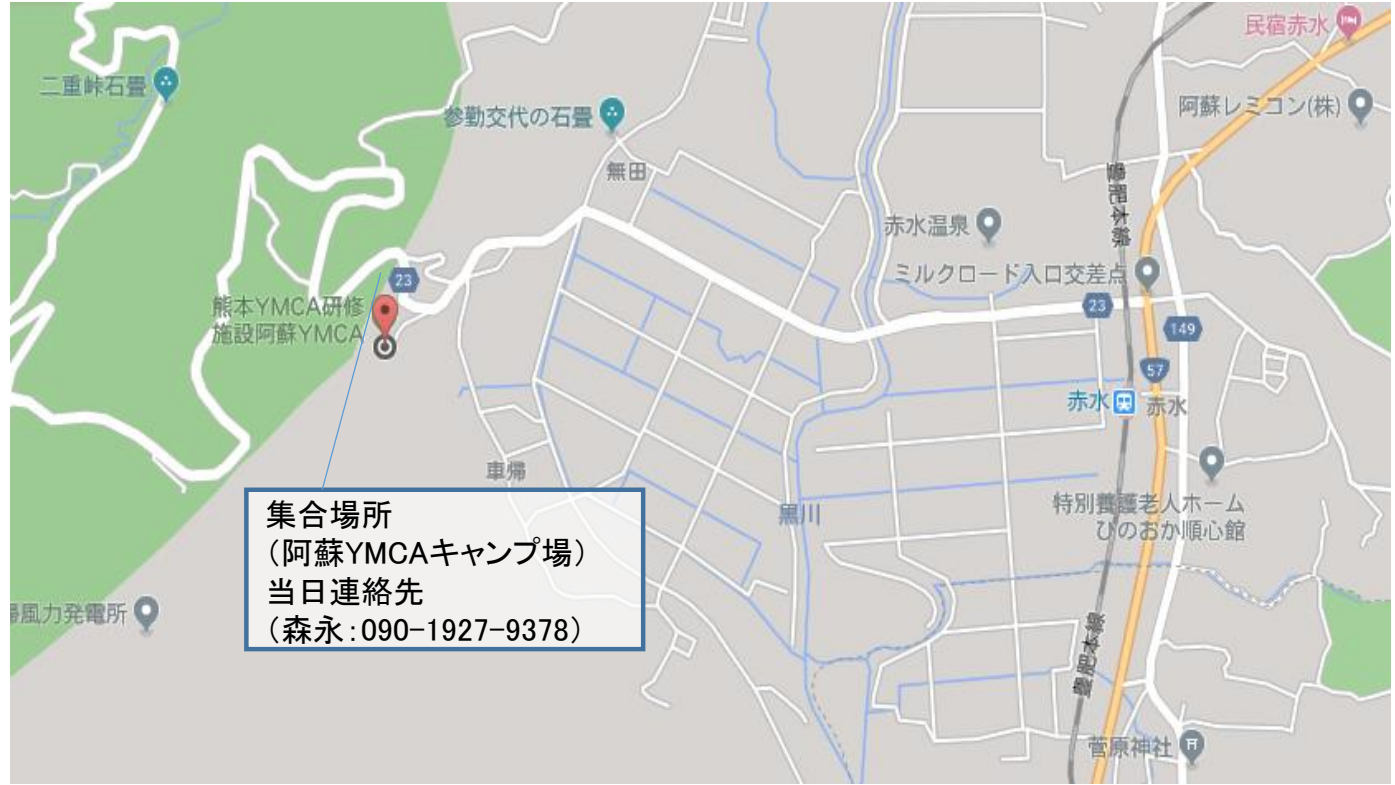 民宿赤水
二重峠石畳
阿蘇レミコン(株)
参勤交代の石畳
無田
豊肥本線
赤水温泉
ミルクロード入口交差点
23
23
熊本YMCA研修
施設阿蘇YMCA
149
57
赤水
赤水
車帰
特別養護老人ホーム
ひのおか順心館
黒川
集合場所
（阿蘇YMCAキャンプ場）
当日連絡先
（森永：090-1927-9378）
帰風力発電所
豊肥本線
菅原神社